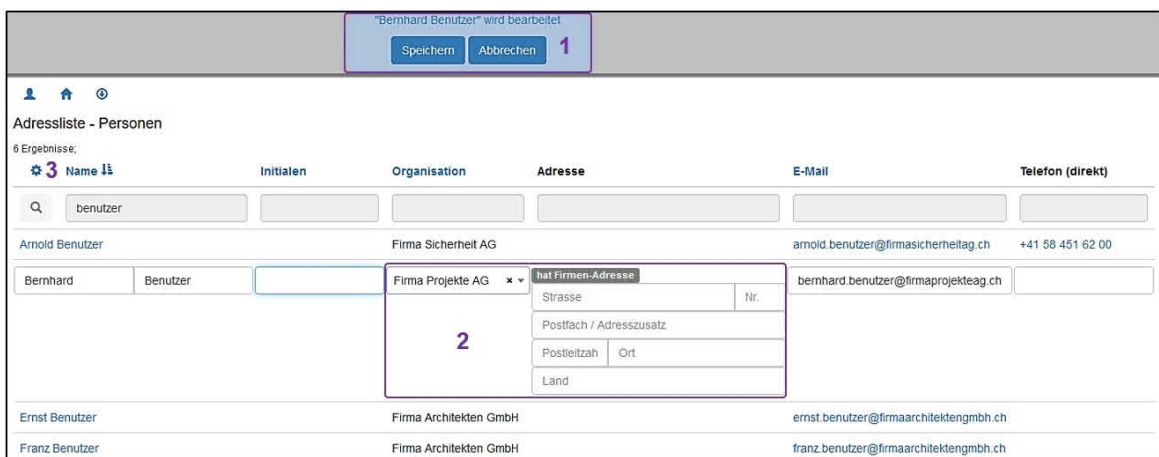 "Bernhard Benutzer" wird bearbeitet
Speichern Abbrechen 1
Adressliste - Personen
6 Ergebnisse;
3 Name Initialen Organisation Adresse E-Mail Telefon (direkt)
benutzer
Arnold Benutzer Firma Sicherheit AG arnold.benutzer@firmasicherheitag.ch +41 58 451 62 00
Bernhard Benutzer Firma Projekte AG × hat Firmen-Adresse bernhard.benutzer@firmaprojekteag.ch
Strasse Nr.
Postfach / Adresszusatz
2
Postleitzah Ort
Land
Ernst Benutzer Firma Architekten GmbH ernst.benutzer@firmaarchitektengmbh.ch
Franz Benutzer Firma Architekten GmbH franz.benutzer@firmaarchitektengmbh.ch